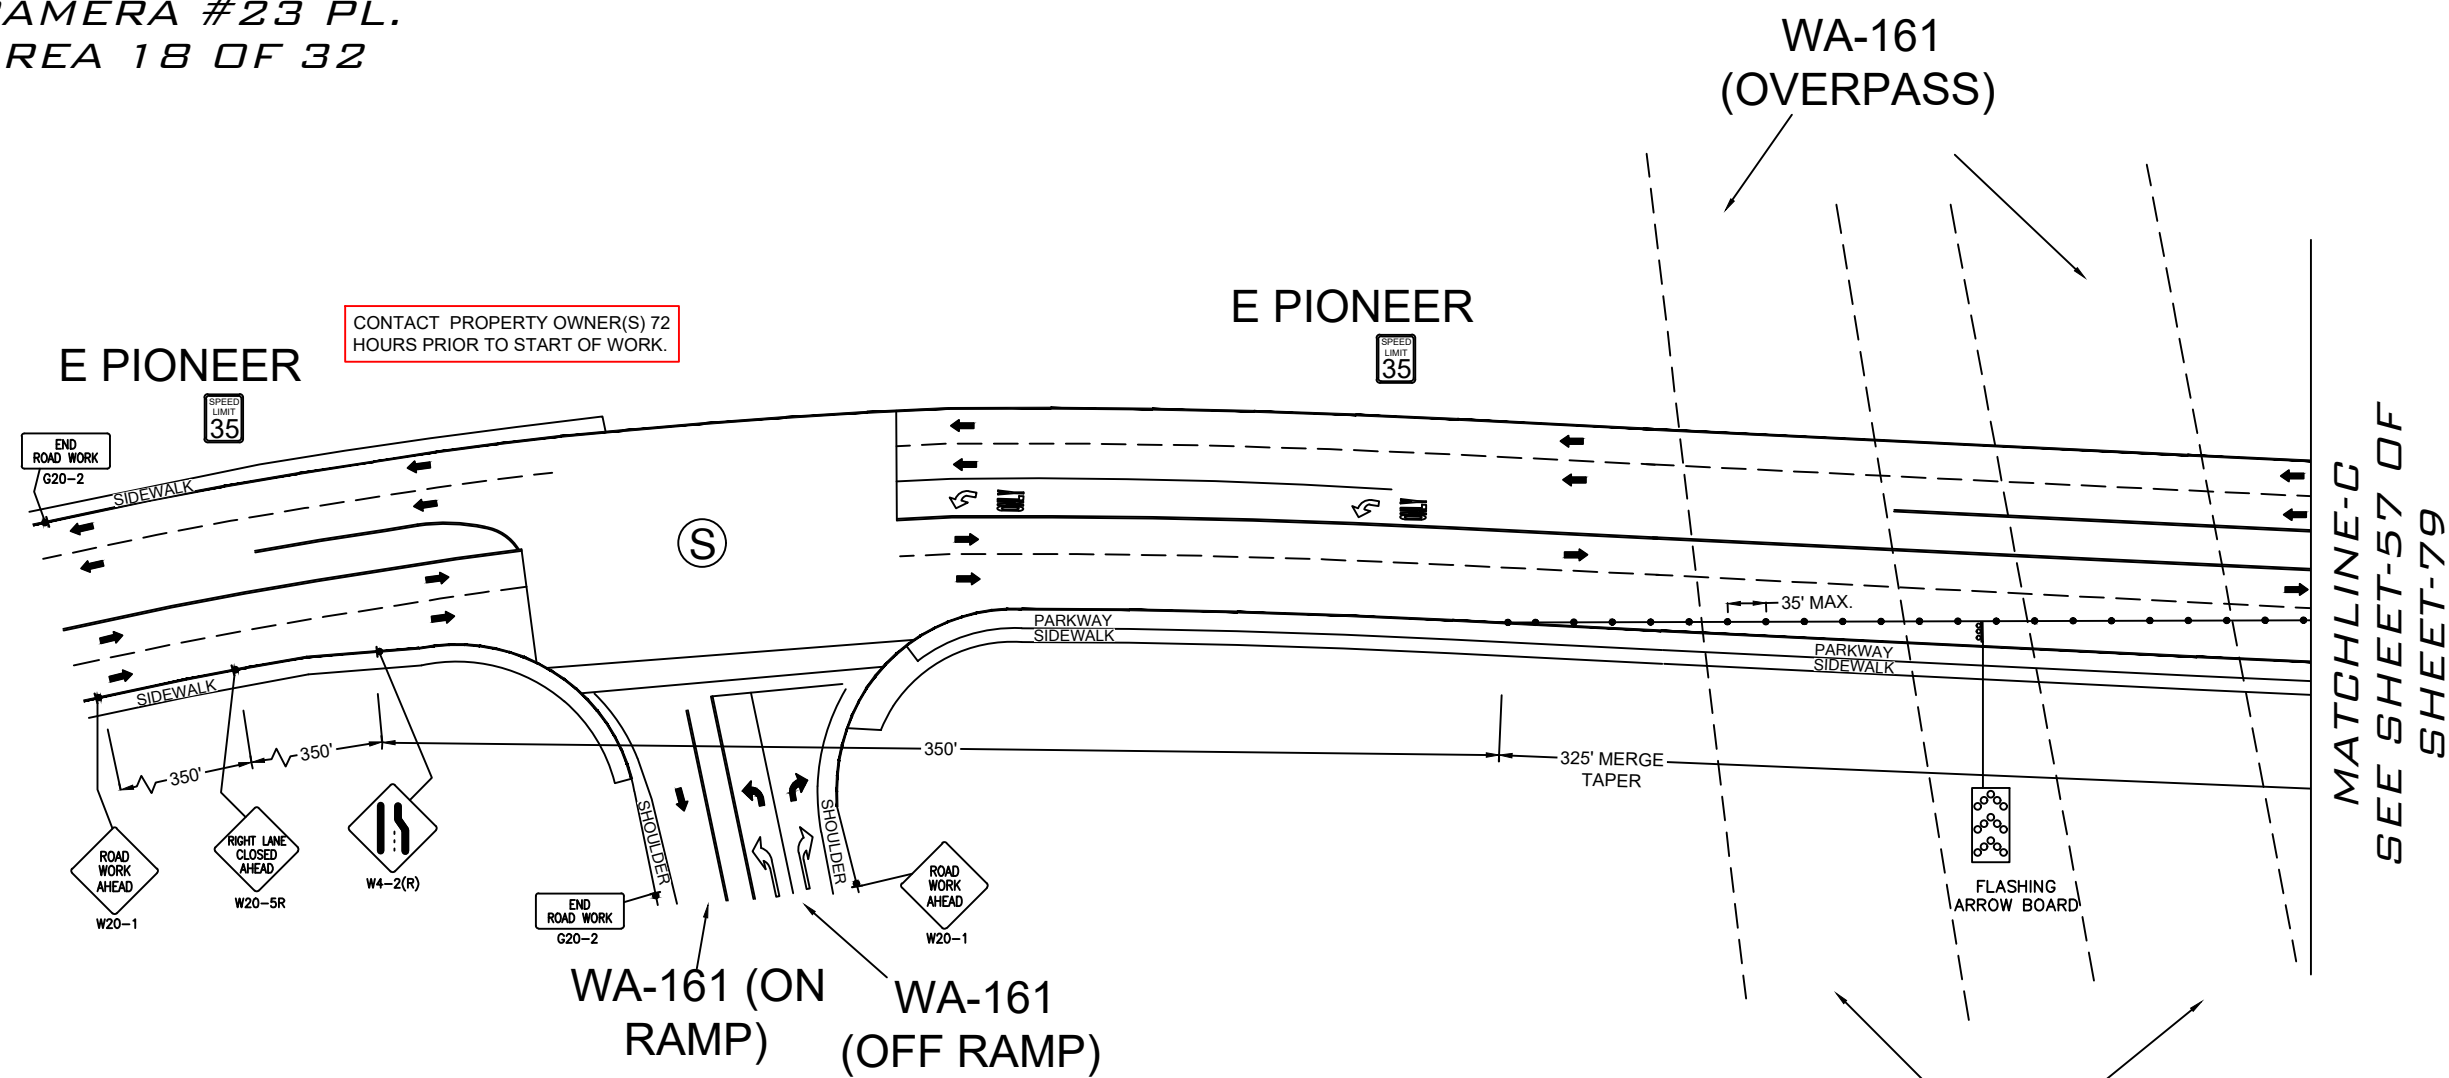 CAMERA #23 PL.
AREA 18 OF 32
WA-161
(OVERPASS)
E PIONEER
SPEED
LIMIT
35
CONTACT PROPERTY OWNER(S) 72
HOURS PRIOR TO START OF WORK.
E PIONEER
SPEED
LIMIT
35
END
ROAD WORK
G20-2
SIDEWALK
S
35' MAX.
PARKWAY
SIDEWALK
PARKWAY
SIDEWALK
SIDEWALK
350'
350'
350'
325' MERGE
TAPER
ROAD
WORK
AHEAD
W20-1
RIGHT LANE
CLOSED
AHEAD
W20-5R
W4-2(R)
SHOULDER
SHOULDER
END
ROAD WORK
G20-2
ROAD
WORK
AHEAD
W20-1
FLASHING
ARROW BOARD
WA-161 (ON
RAMP)
WA-161
(OFF RAMP)
MATCHLINE-C
SEE SHEET-57 OF
SHEET-79